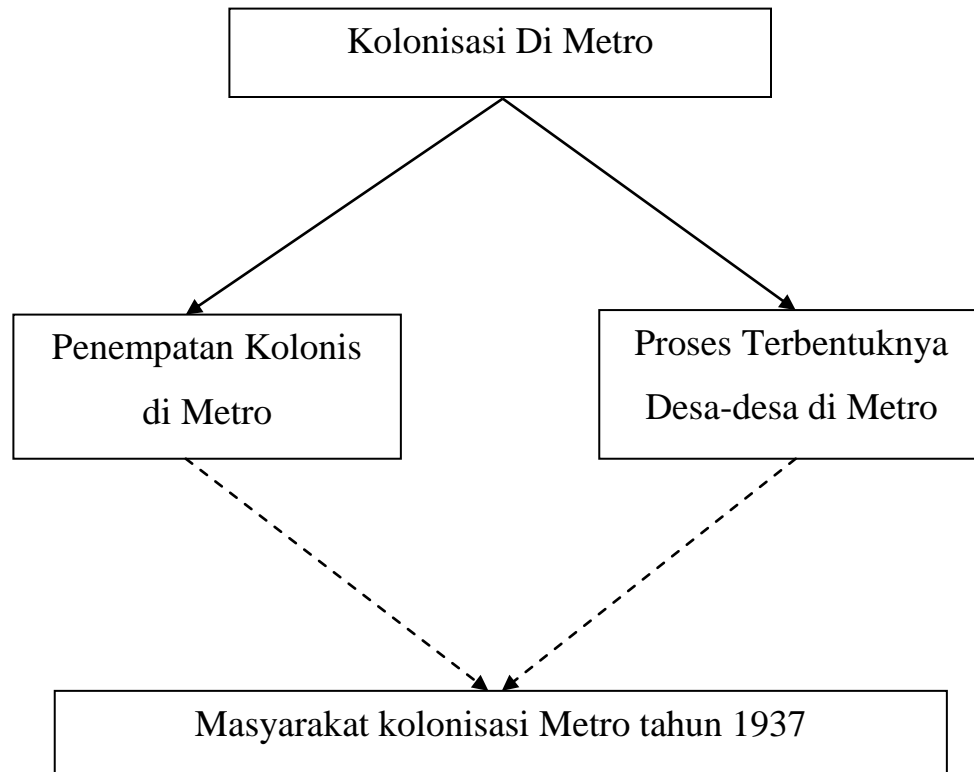 Kolonisasi Di Metro
Penempatan Kolonis
di Metro
Proses Terbentuknya
Desa-desa di Metro
Masyarakat kolonisasi Metro tahun 1937